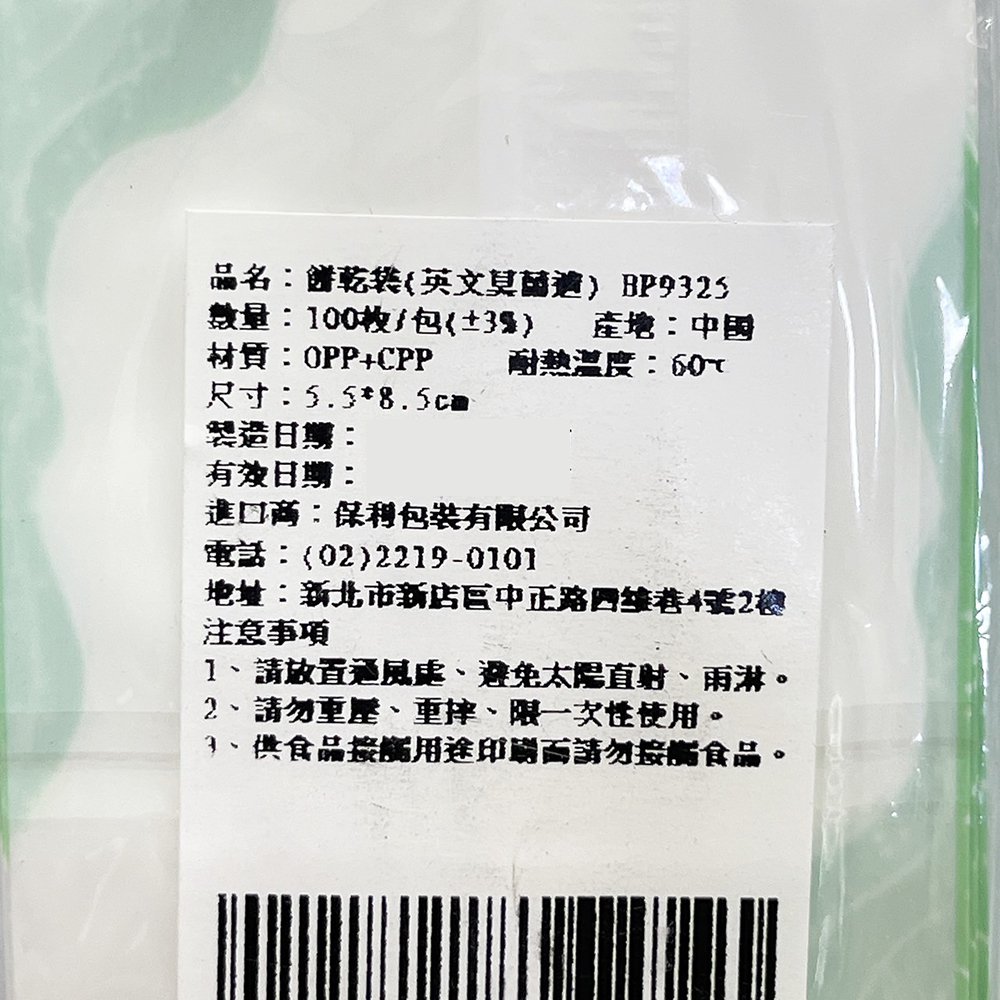 品名：餅乾袋(英文莫蘭迪) BP9325
數量：100枚/包(±3%) 產地：中国
材質：OPP+CPP 耐熱溫度：60℃
尺寸：5.5*8.5cm
製造日期：
有效日期：
進口商：保利包裝有限公司
電話：(02)2219-0101
地址：新北市新店區中正路四維巷4號2樓
注意事項
1、請放置通風處、避免太陽直射、雨淋。
2、請勿重壓、重摔、限一次性使用。
3、供食品接觸用途印刷面請勿接觸食品。